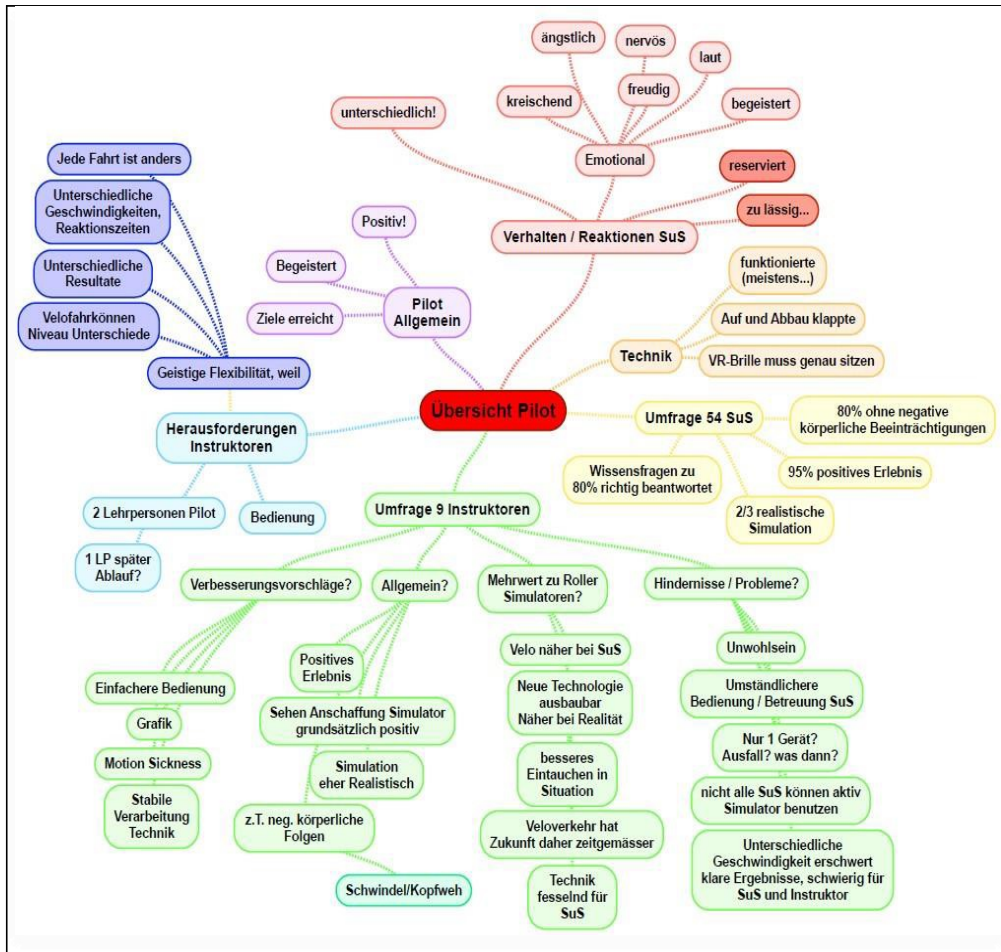 ängstlich
nervös
laut
kreischend
freudig
begeistert
unterschiedlich!
Emotional
reserviert
zu lässig...
Verhalten / Reaktionen SuS
Jede Fahrt ist anders
Unterschiedliche
Geschwindigkeiten,
Reaktionszeiten
Unterschiedliche
Resultate
Velofahrkönnen
Niveau Unterschiede
Geistige Flexibilität, weil
Positiv!
Begeistert
Ziele erreicht
Pilot
Allgemein
funktionierte
(meistens...)
Auf und Abbau klappte
Technik
VR-Brille muss genau sitzen
Übersicht Pilot
Herausforderungen
Instruktoren
2 Lehrpersonen Pilot
Bedienung
1 LP später
Ablauf?
Umfrage 54 SuS
80% ohne negative
körperliche Beeinträchtigungen
Wissensfragen zu
80% richtig beantwortet
95% positives Erlebnis
2/3 realistische
Simulation
Umfrage 9 Instruktoren
Verbesserungsvorschläge?
Einfachere Bedienung
Grafik
Motion Sickness
Stabile
Verarbeitung
Technik
Allgemein?
Positives
Erlebnis
Sehen Anschaffung Simulator
grundsätzlich positiv
Simulation
eher Realistisch
z.T. neg. körperliche
Folgen
Schwindel/Kopfweh
Mehrwert zu Roller
Simulatoren?
Velo näher bei SuS
Neue Technologie
ausbaubar
Näher bei Realität
besseres
Eintauchen in
Situation
Veloverkehr hat
Zukunft daher zeitgemässer
Technik
fesselnd für
SuS
Hindernisse / Probleme?
Unwohlsein
Umständlichere
Bedienung / Betreuung SuS
Nur 1 Gerät?
Ausfall? was dann?
nicht alle SuS können aktiv
Simulator benutzen
Unterschiedliche
Geschwindigkeit erschwert
klare Ergebnisse, schwierig für
SuS und Instruktor